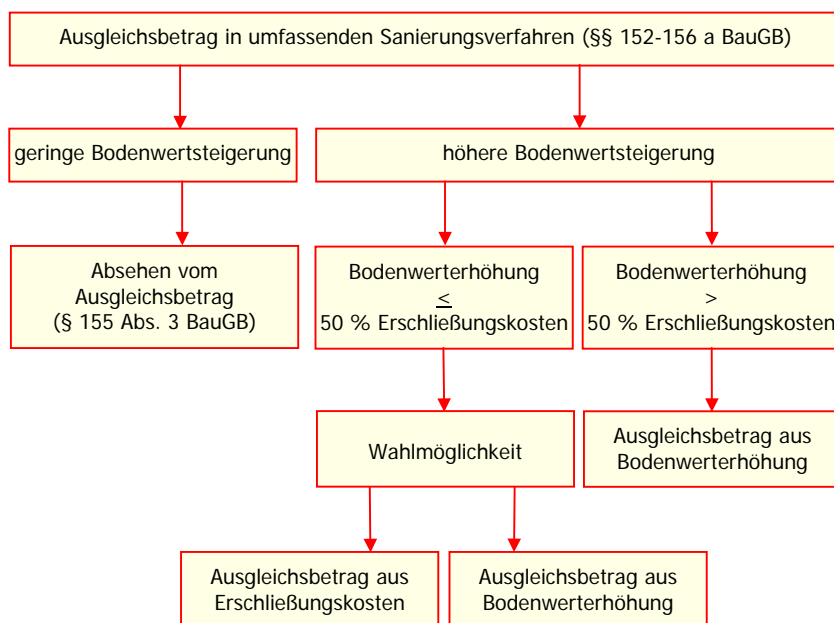 Ausgleichsbetrag in umfassenden Sanierungsverfahren (§§ 152-156 a BauGB)
geringe Bodenwertsteigerung
höhere Bodenwertsteigerung
Absehen vom
Ausgleichsbetrag
(§ 155 Abs. 3 BauGB)
Bodenwerterhöhung
≤
50 % Erschließungskosten
Bodenwerterhöhung
>
50 % Erschließungskosten
Wahlmöglichkeit
Ausgleichsbetrag aus
Bodenwerterhöhung
Ausgleichsbetrag aus
Erschließungskosten
Ausgleichsbetrag aus
Bodenwerterhöhung